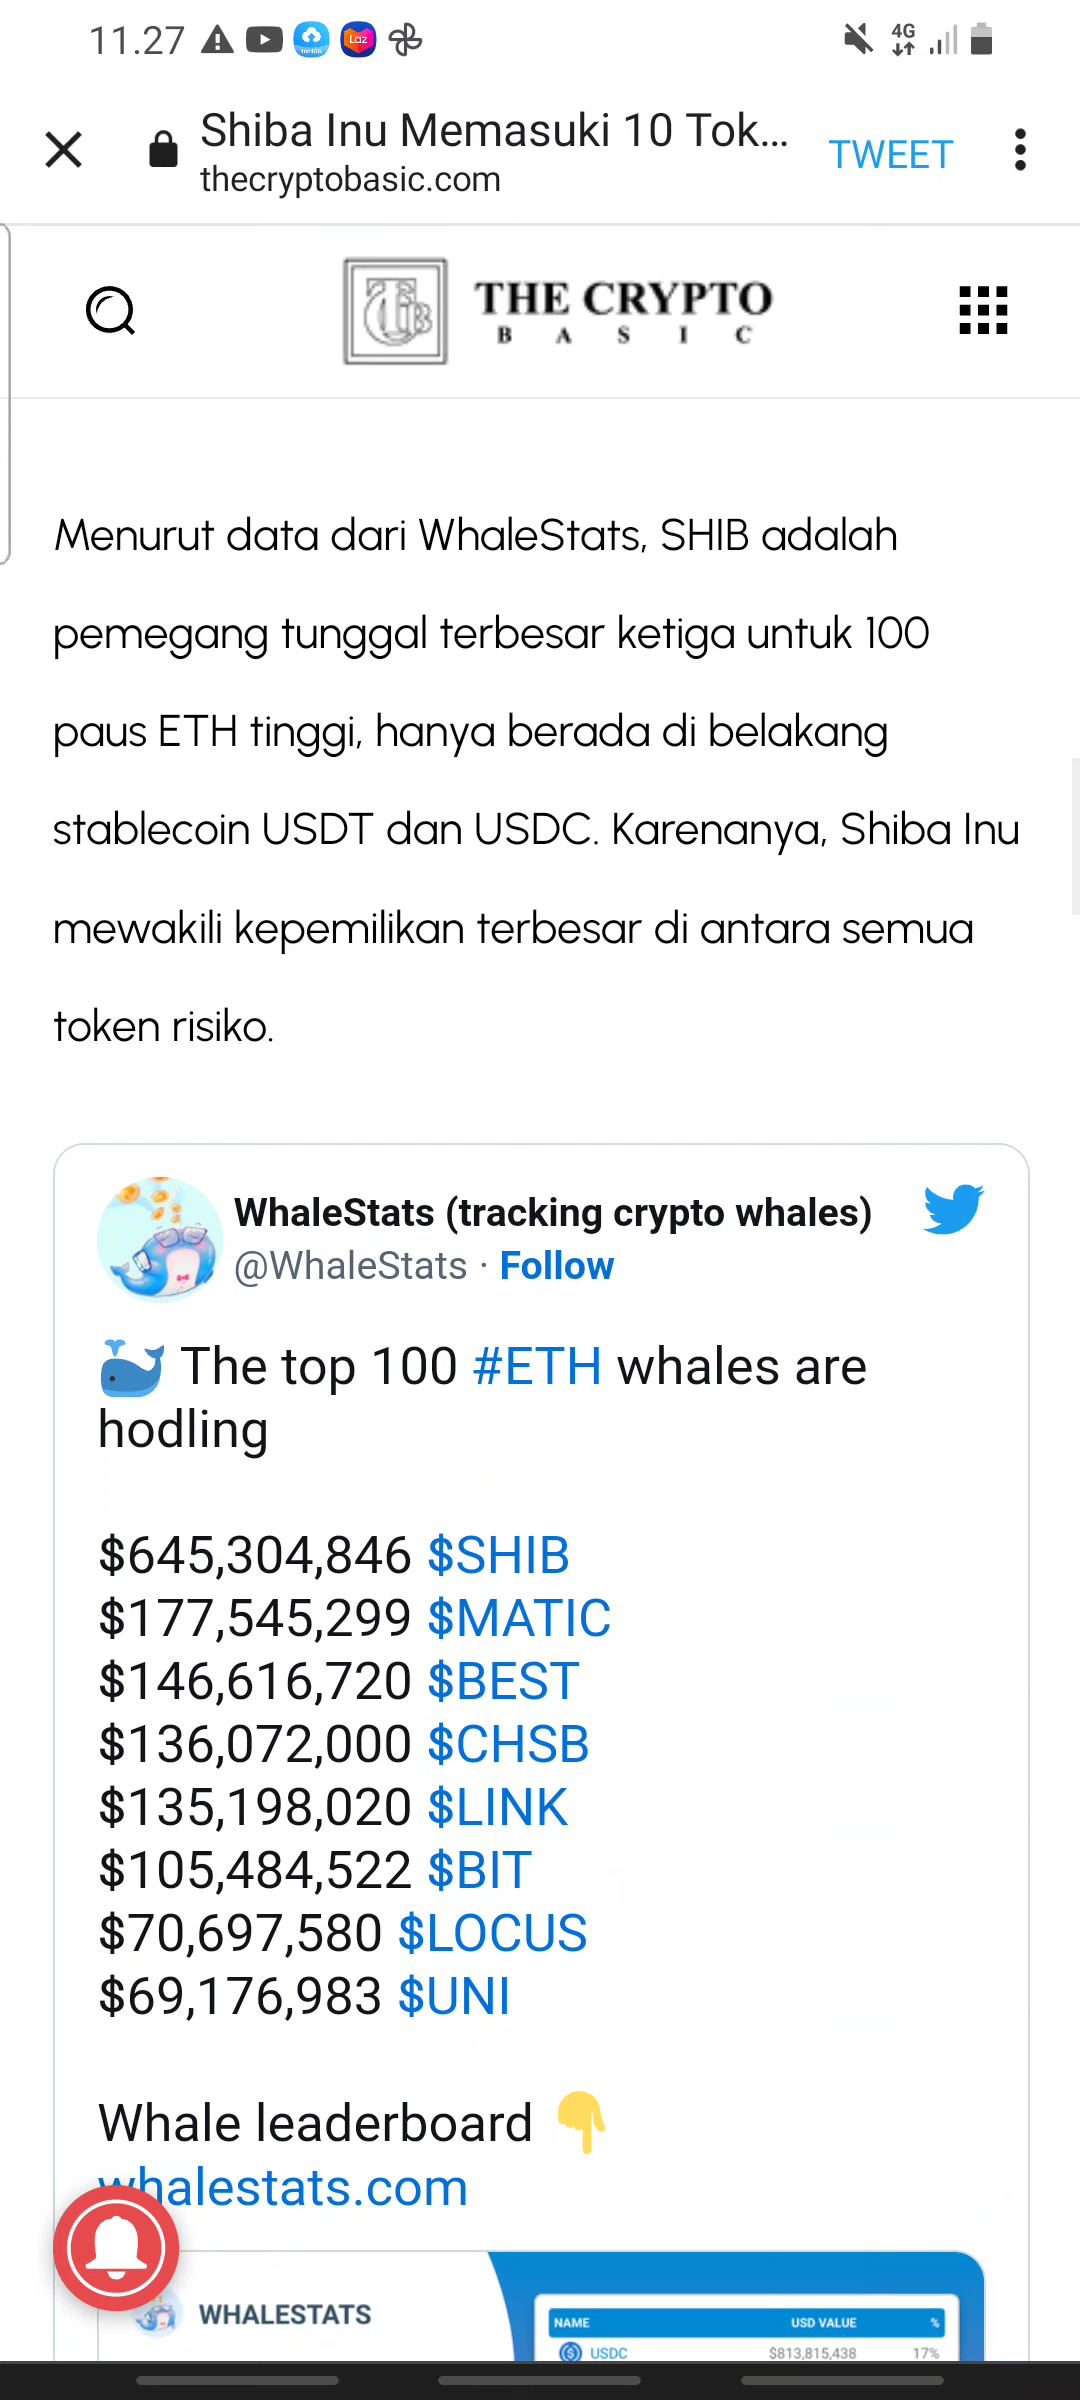 11.27
4G
Shiba Inu Memasuki 10 Tok...
thecryptobasic.com
TWEET
THE CRYPTO
BASIC
Menurut data dari WhaleStats, SHIB adalah
pemegang tunggal terbesar ketiga untuk 100
paus ETH tinggi, hanya berada di belakang
stablecoin USDT dan USDC. Karenanya, Shiba Inu
mewakili kepemilikan terbesar di antara semua
token risiko.
WhaleStats (tracking crypto whales)
@WhaleStats · Follow
The top 100 #ETH whales are
hodling
$645,304,846 $SHIB
$177,545,299 $MATIC
$146,616,720 $BEST
$136,072,000 $CHSB
$135,198,020 $LINK
$105,484,522 $BIT
$70,697,580 $LOCUS
$69,176,983 $UNI
Whale leaderboard 👇
whalestats.com
WHALESTATS
NAME USD VALUE %
USDC $813,815,438 17%